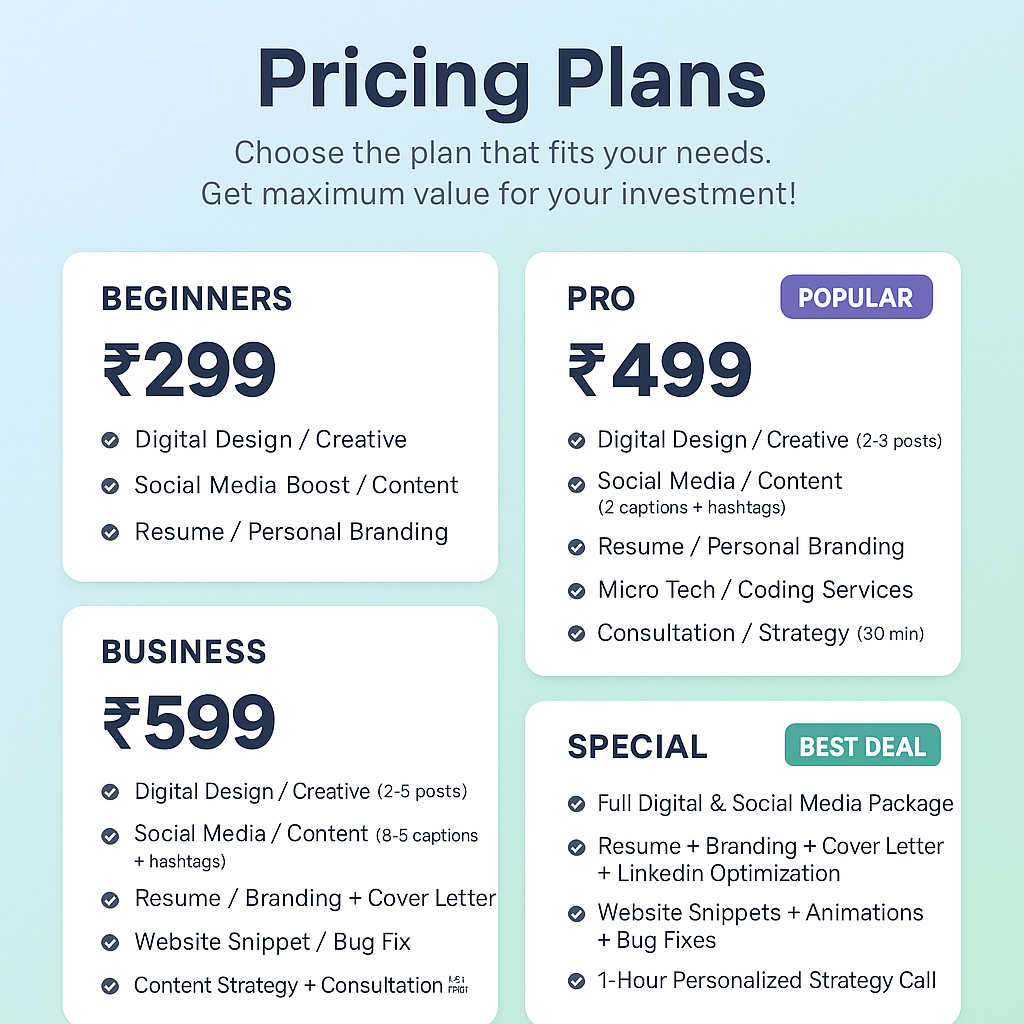 Pricing Plans
Choose the plan that fits your needs.
Get maximum value for your investment!
BEGINNERS
₹299
Digital Design / Creative
Social Media Boost / Content
Resume / Personal Branding
PRO
POPULAR
₹499
Digital Design / Creative (2-3 posts)
Social Media / Content
(2 captions + hashtags)
Resume / Personal Branding
Micro Tech / Coding Services
Consultation / Strategy (30 min)
BUSINESS
₹599
Digital Design / Creative (2-5 posts)
Social Media / Content (8-5 captions
+ hashtags)
Resume / Branding + Cover Letter
Website Snippet / Bug Fix
Content Strategy + Consultation
SPECIAL
BEST DEAL
Full Digital & Social Media Package
Resume + Branding + Cover Letter
+ Linkedin Optimization
Website Snippets + Animations
+ Bug Fixes
1-Hour Personalized Strategy Call